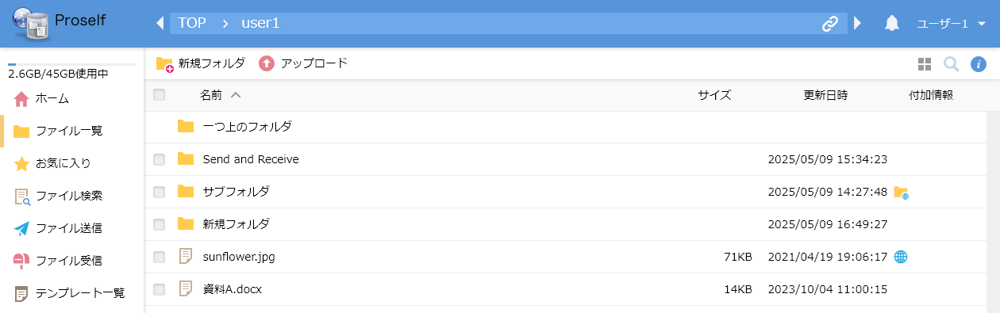 Proself
TOP > user1
ユーザー1
2.6GB/45GB使用中
ホーム
ファイル一覧
お気に入り
ファイル検索
ファイル送信
ファイル受信
テンプレート一覧
新規フォルダ アップロード
名前 サイズ 更新日時 付加情報
一つ上のフォルダ
Send and Receive 2025/05/09 15:34:23
サブフォルダ 2025/05/09 14:27:48
新規フォルダ 2025/05/09 16:49:27
sunflower.jpg 71KB 2021/04/19 19:06:17
資料A.docx 14KB 2023/10/04 11:00:15